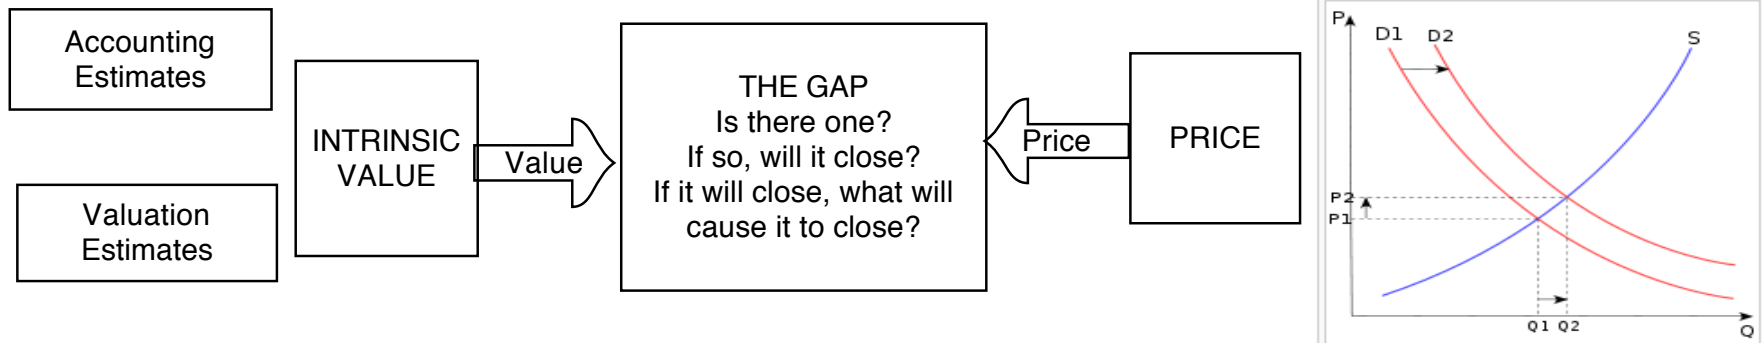 Accounting
Estimates
Valuation
Estimates
INTRINSIC
VALUE
Value
THE GAP
Is there one?
If so, will it close?
If it will close, what will
cause it to close?
Price
PRICE
P
D1 D2
S
P2
P1
Q1 Q2
Q